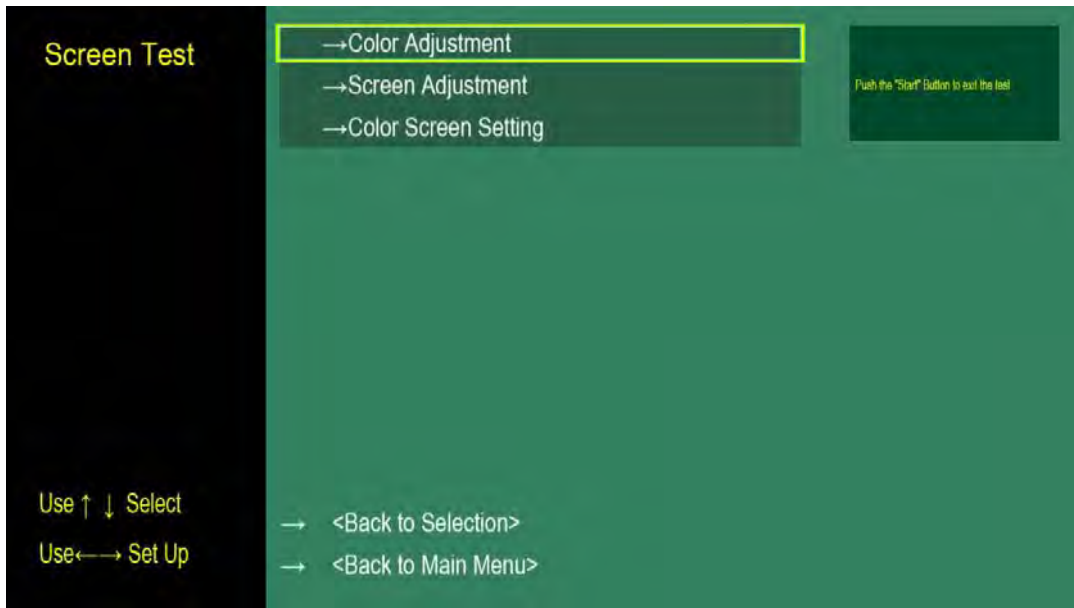 Screen Test
→Color Adjustment
→Screen Adjustment
→Color Screen Setting
Push the "Start" Button to exit the test
Use ↑ ↓ Select
Use←→ Set Up
→ <Back to Selection>
→ <Back to Main Menu>